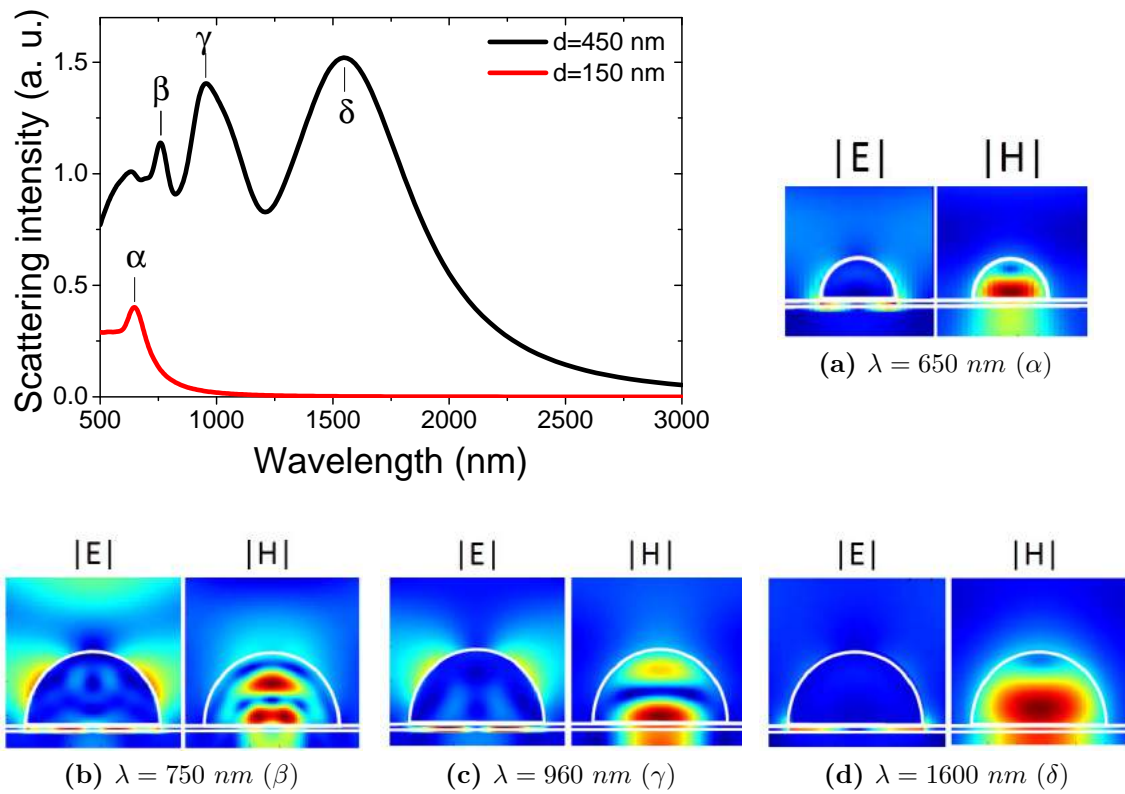 Scattering intensity (a. u.)
1.5
1.0
0.5
0.0
500
1000
1500
2000
2500
3000
Wavelength (nm)
d=450 nm
d=150 nm
α
β
γ
δ
|E|
|H|
(a) λ = 650 nm (α)
|E|
|H|
(b) λ = 750 nm (β)
|E|
|H|
(c) λ = 960 nm (γ)
|E|
|H|
(d) λ = 1600 nm (δ)